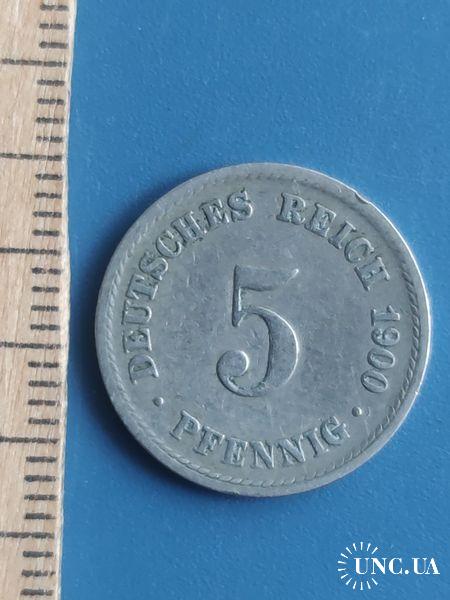 DEUTSCHES REICH 1900
5
· PFENNIG ·
UNC.UA